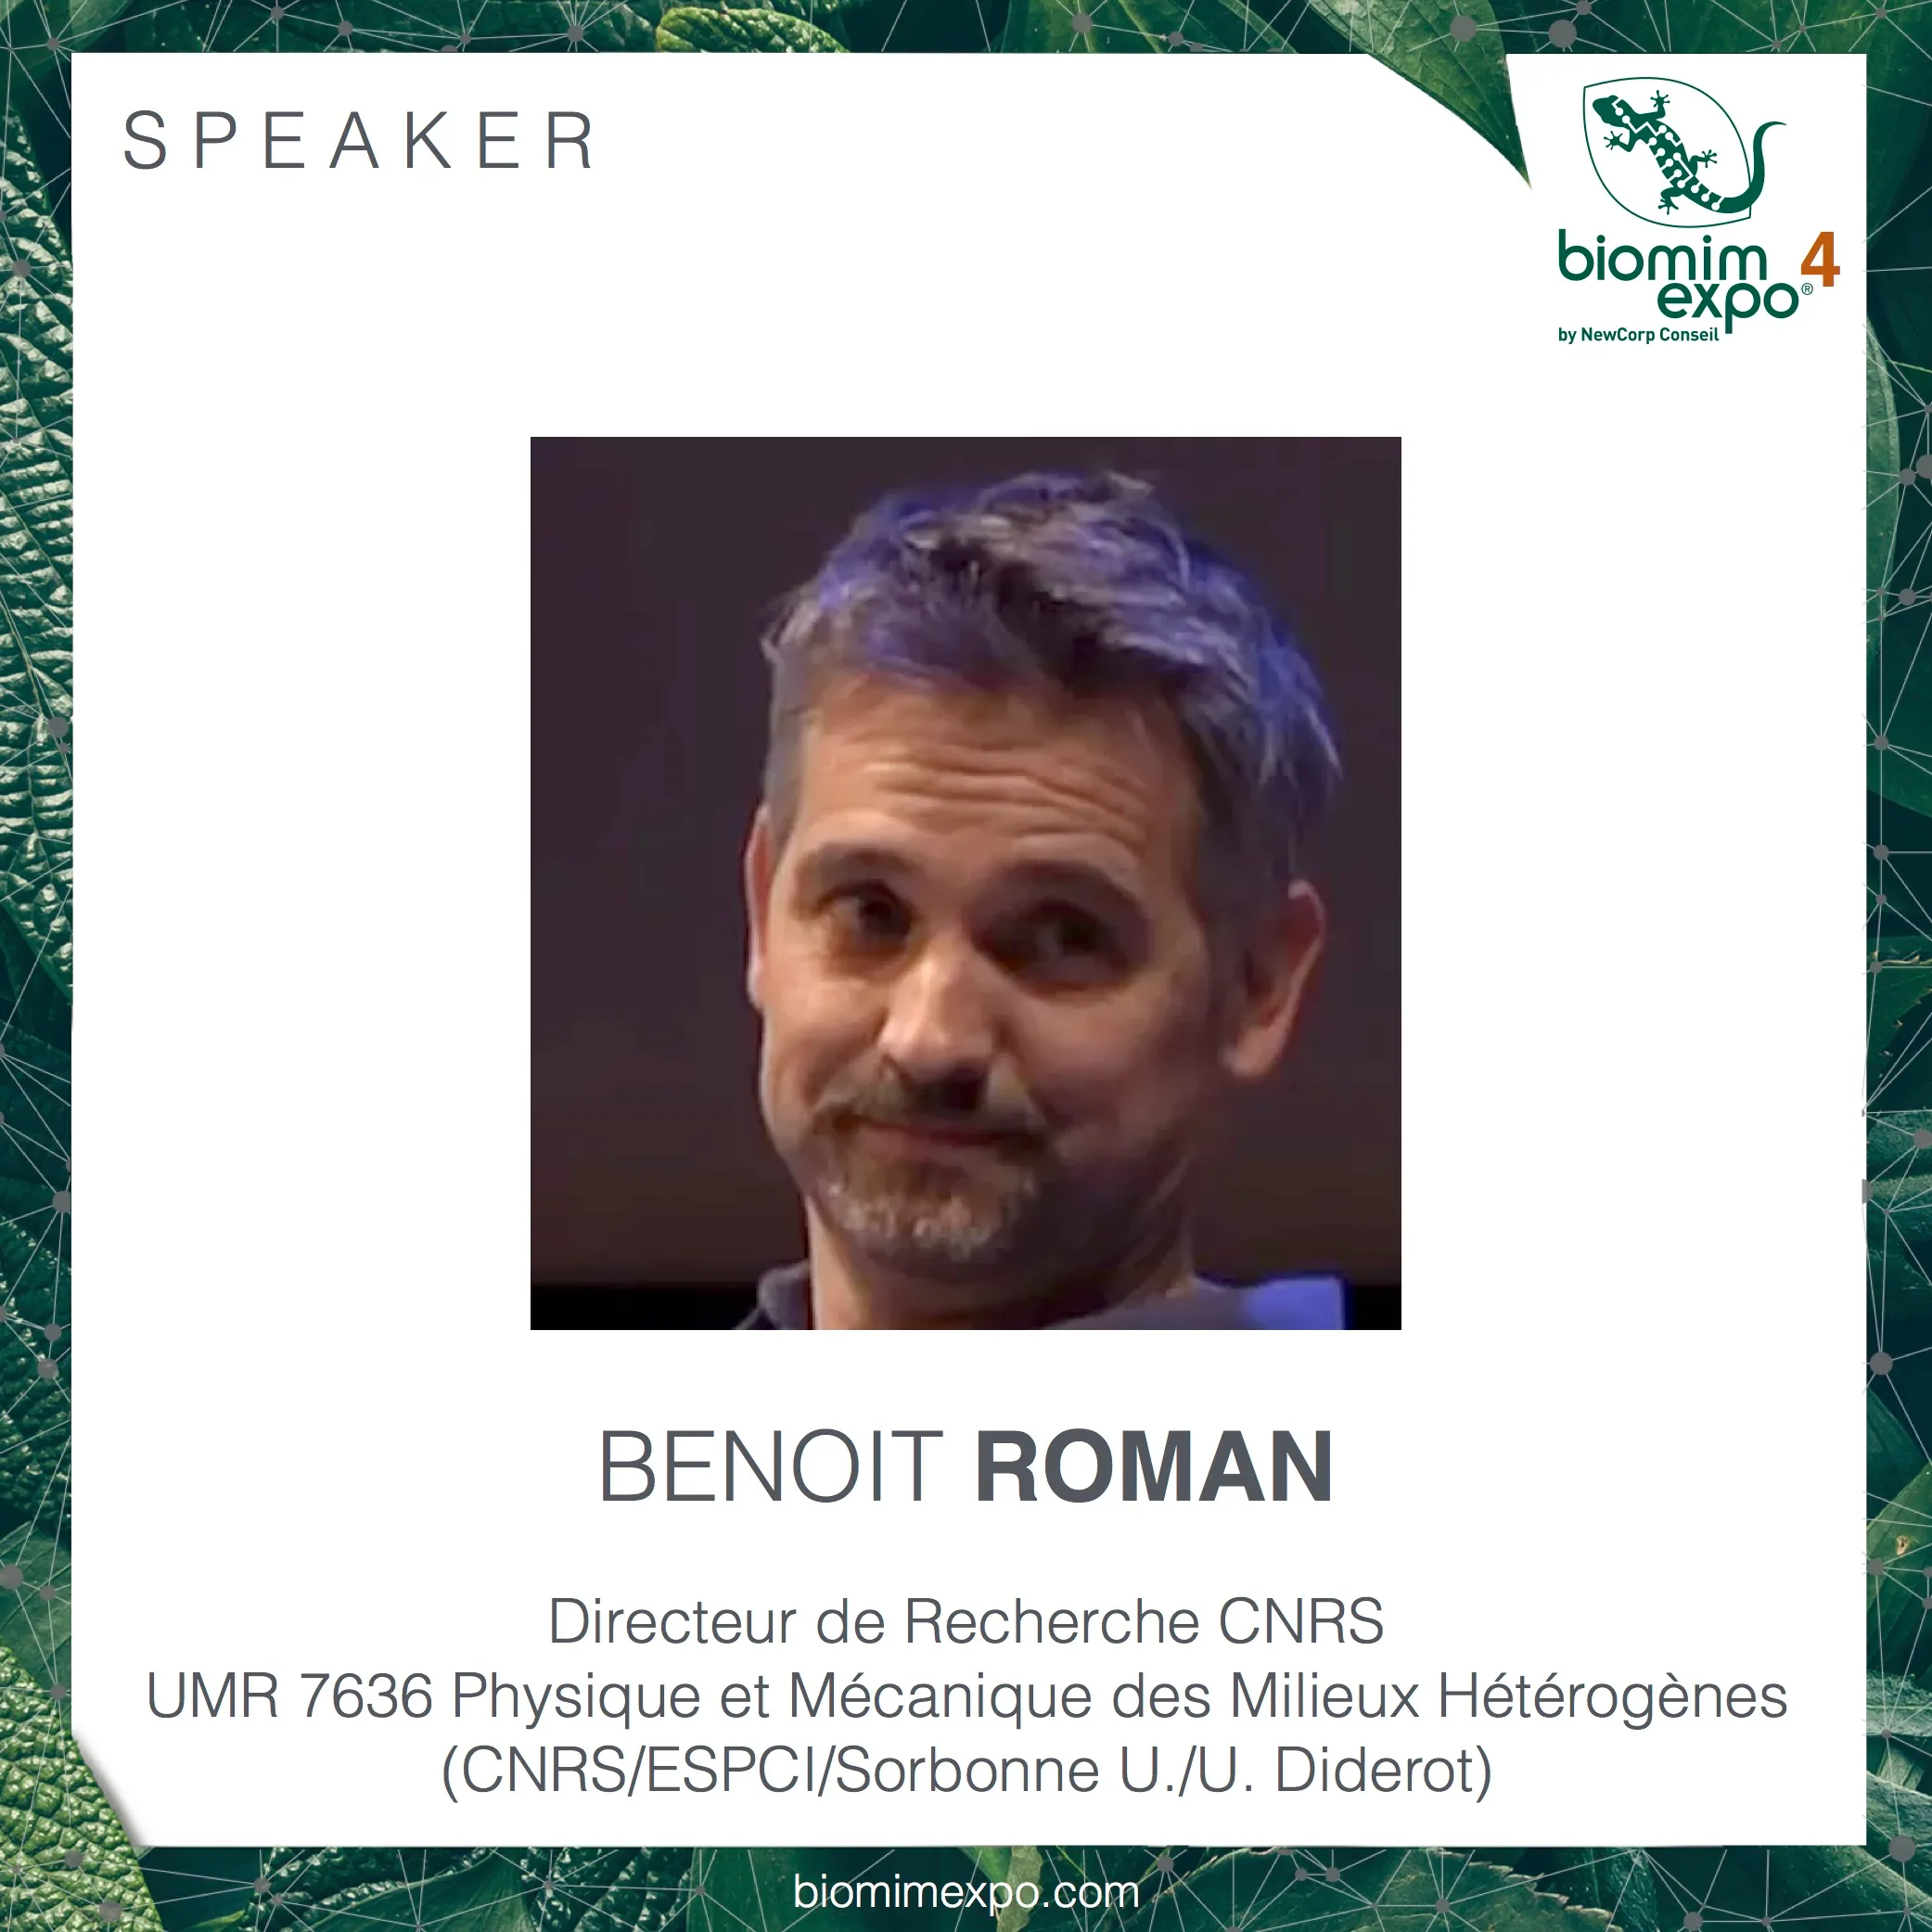 SPEAKER
biomim 4
expo®
by NewCorp Conseil
BENOIT ROMAN
Directeur de Recherche CNRS
UMR 7636 Physique et Mécanique des Milieux Hétérogènes
(CNRS/ESPCI/Sorbonne U./U. Diderot)
biomimexpo.com